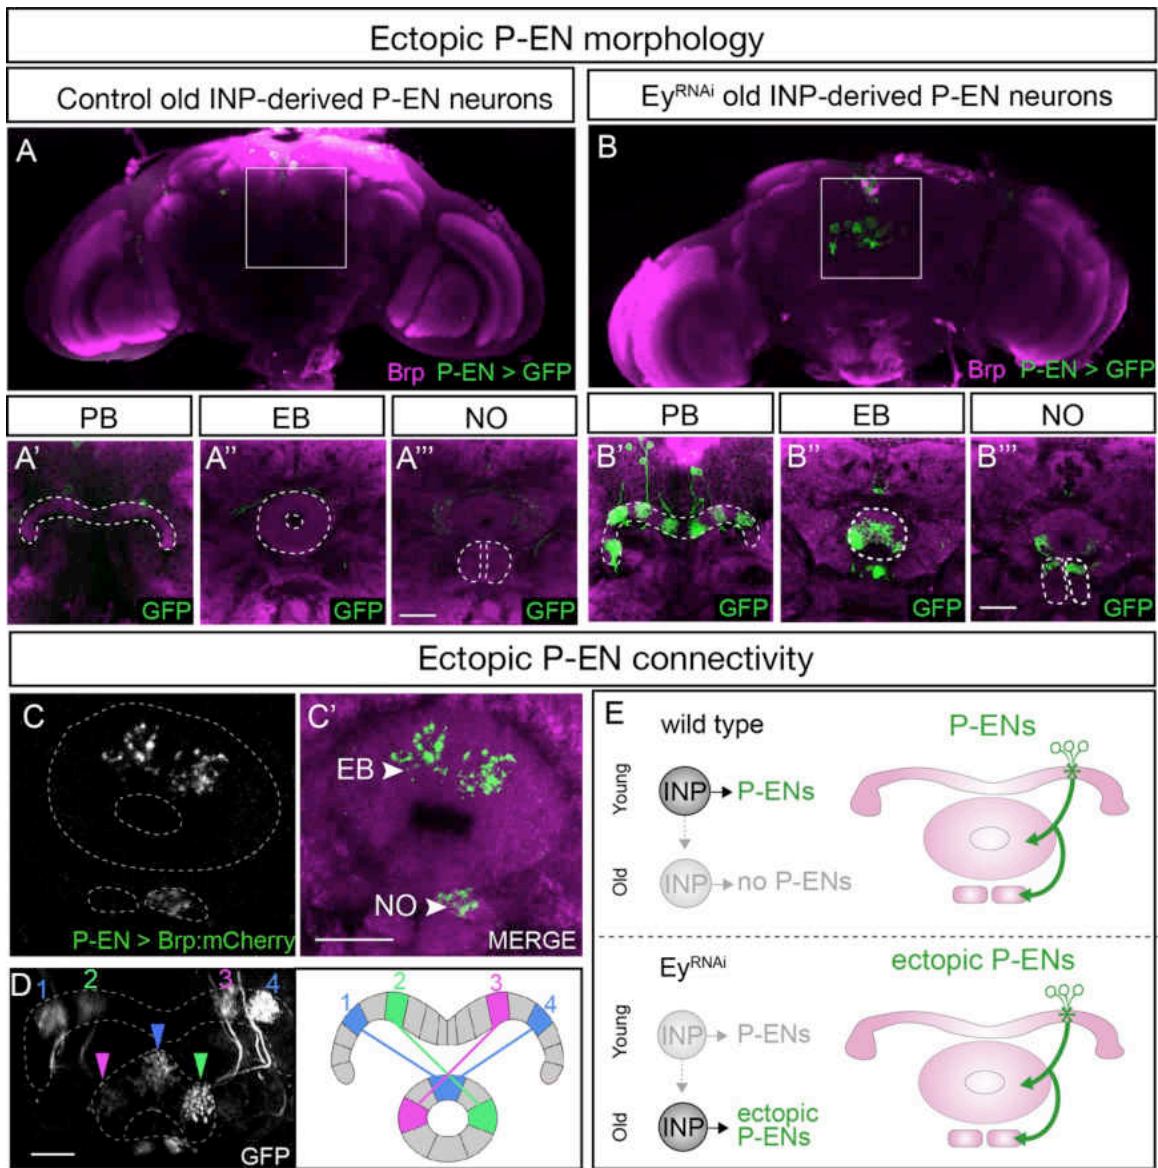 Ectopic P-EN morphology
Control old INP-derived P-EN neurons
Ey^RNAi old INP-derived P-EN neurons
A
Brp P-EN > GFP
B
Brp P-EN > GFP
PB
EB
NO
PB
EB
NO
A'
GFP
A''
GFP
A'''
GFP
B'
GFP
B''
GFP
B'''
GFP
Ectopic P-EN connectivity
C
P-EN > Brp:mCherry
C'
EB
NO
MERGE
D
1
2
3
4
GFP
1
2
3
4
E
wild type
P-ENs
Young
INP
P-ENs
Old
INP
no P-ENs
Ey^RNAi
ectopic P-ENs
Young
INP
P-ENs
Old
INP
ectopic
P-ENs